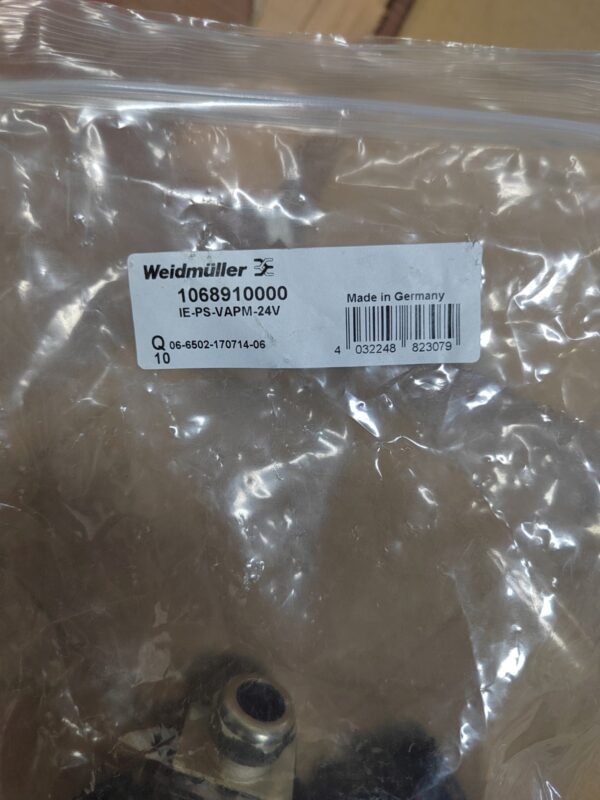 Weidmüller
1068910000
IE-PS-VAPM-24V
Made in Germany
Q 06-6502-170714-06
10
4 032248 823079